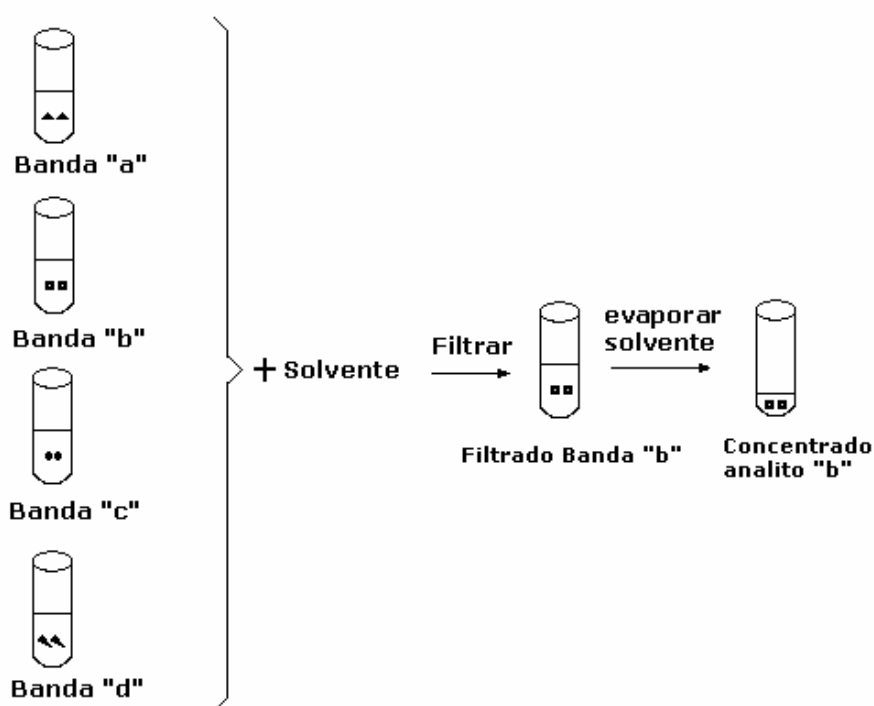 Banda "a"
Banda "b"
Banda "c"
Banda "d"
+ Solvente
Filtrar
Filtrado Banda "b"
evaporar
solvente
Concentrado
analito "b"